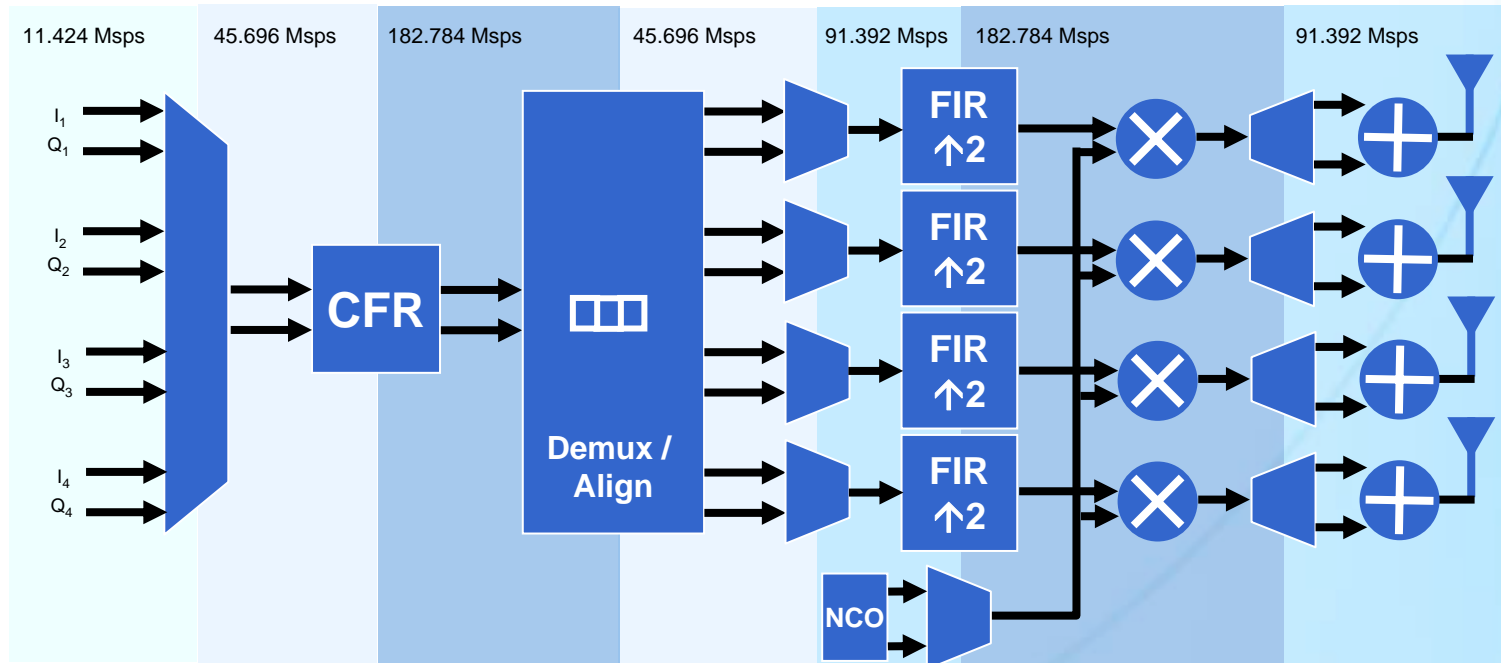 11.424 Msps
45.696 Msps
182.784 Msps
45.696 Msps
91.392 Msps
182.784 Msps
91.392 Msps
I1
Q1
I2
Q2
I3
Q3
I4
Q4
CFR
Demux /
Align
FIR
↑2
FIR
↑2
FIR
↑2
FIR
↑2
NCO